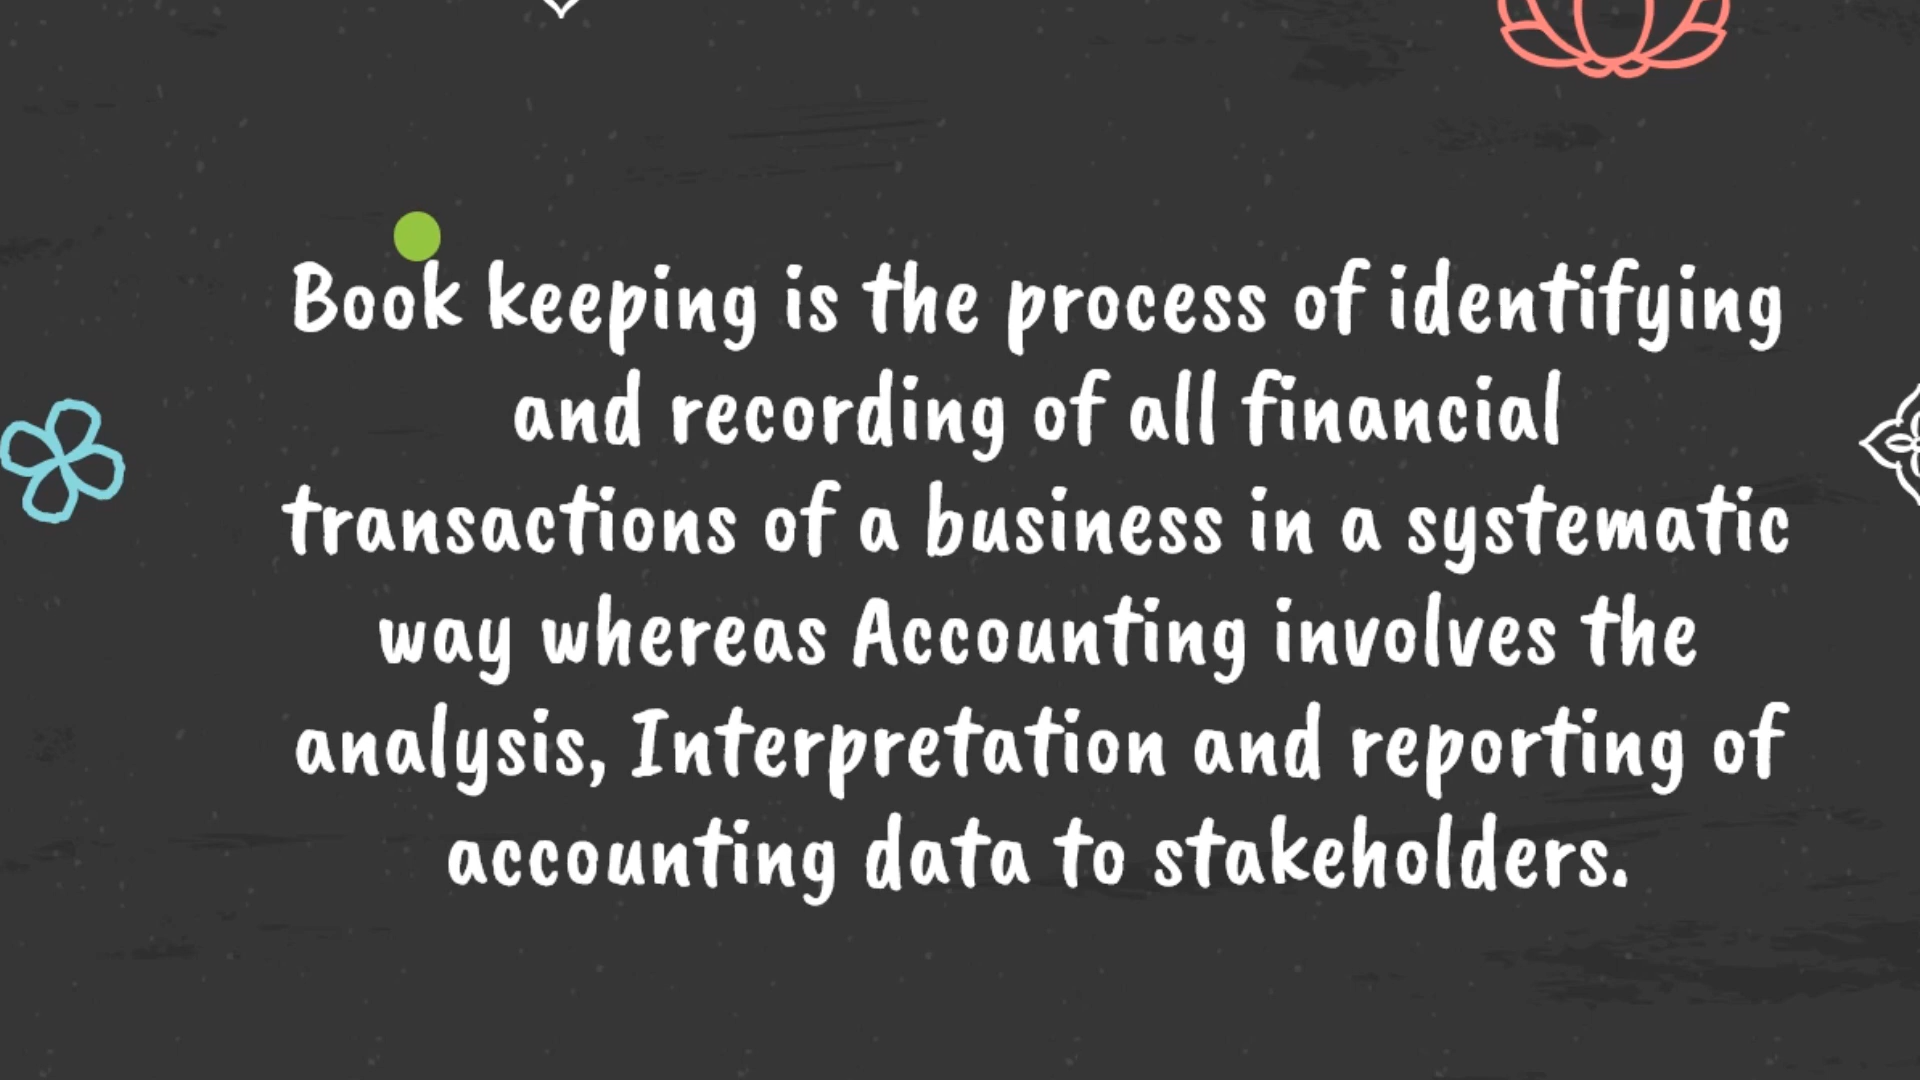 Book keeping is the process of identifying
and recording of all financial
transactions of a business in a systematic
way whereas Accounting involves the
analysis, Interpretation and reporting of
accounting data to stakeholders.